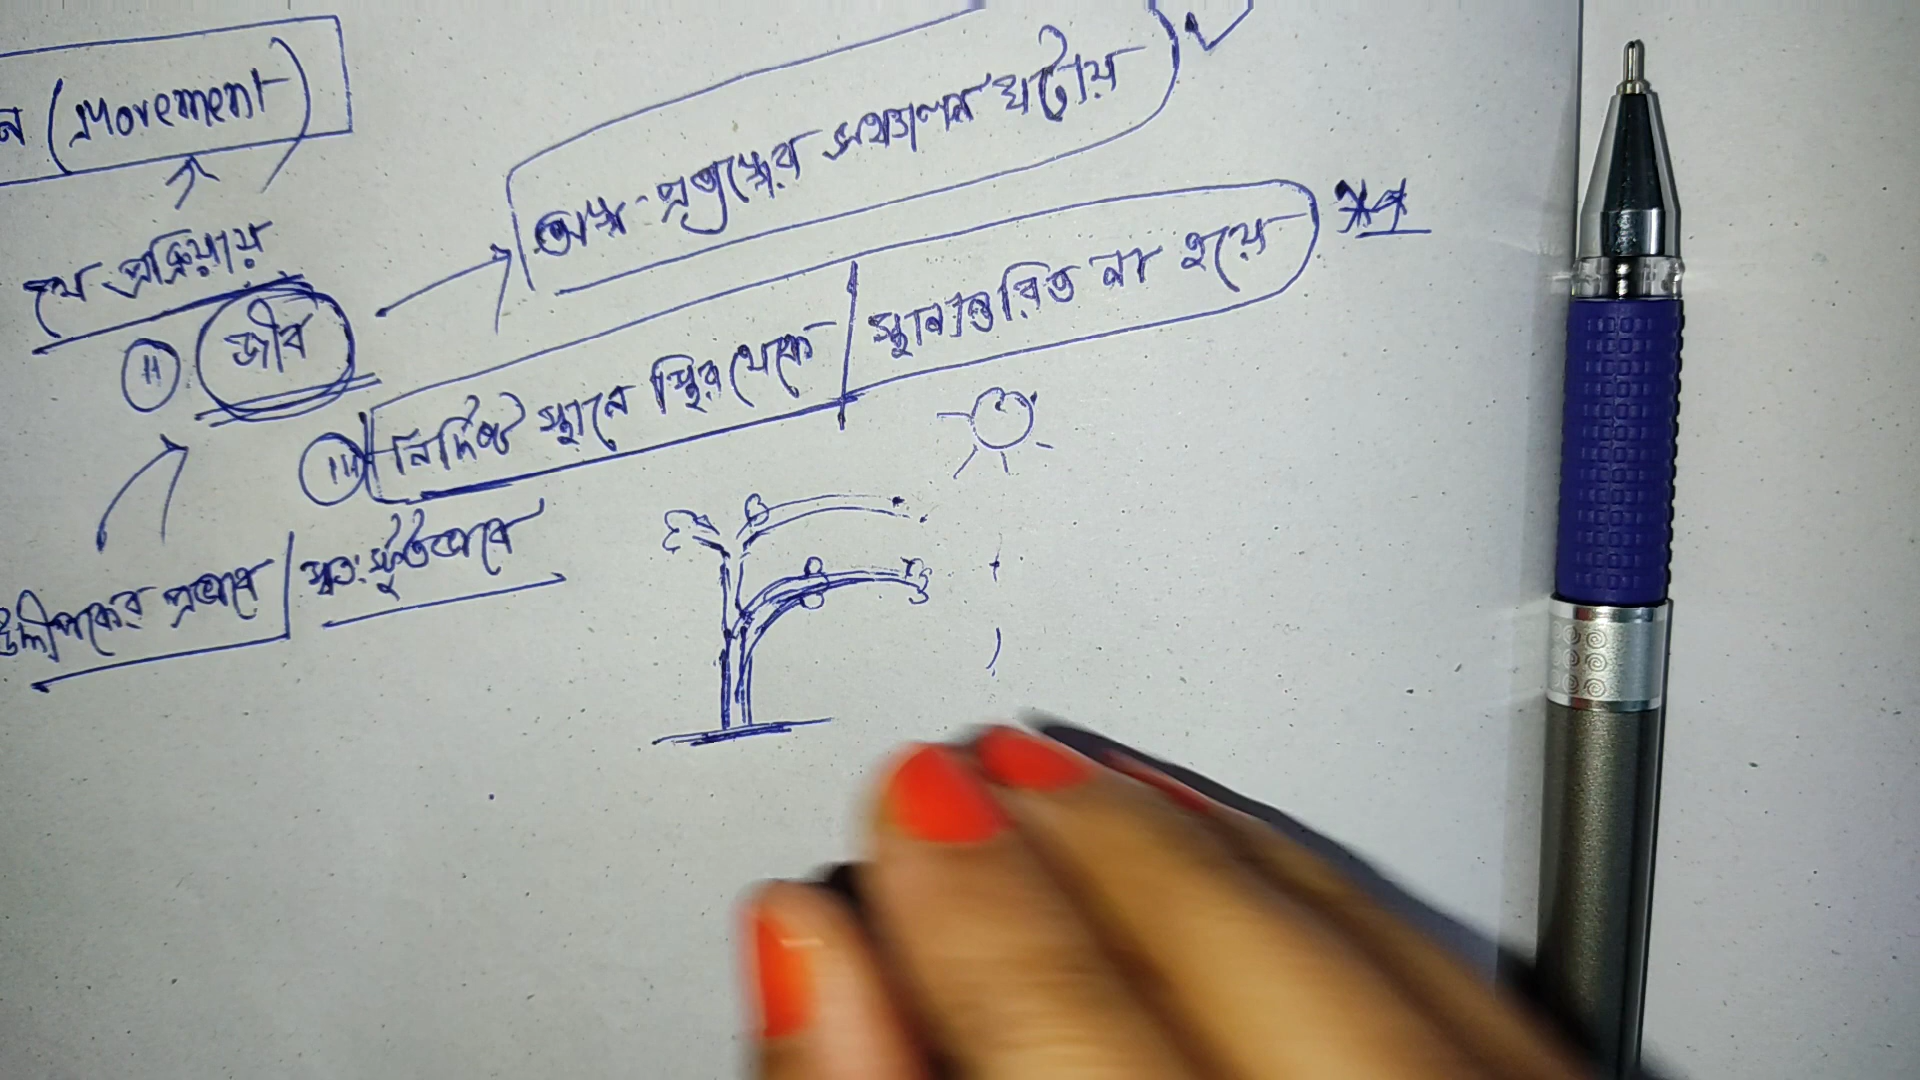 ন (Movement)
অঙ্গ-প্রত্যঙ্গের সঞ্চালন ঘটায়
যে প্রক্রিয়ায়
ii জীব
iii নির্দিষ্ট স্থানে স্থির থেকে / স্থানান্তরিত না হয়ে
উদ্দীপকের প্রভাবে / স্বতঃস্ফূর্তভাবে